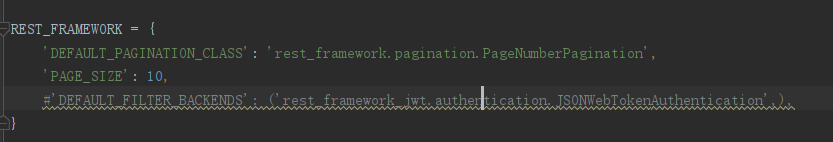 REST_FRAMEWORK = {
    'DEFAULT_PAGINATION_CLASS': 'rest_framework.pagination.PageNumberPagination',
    'PAGE_SIZE': 10,
    #'DEFAULT_FILTER_BACKENDS': ('rest_framework_jwt.authentication.JSONWebTokenAuthentication',),
}